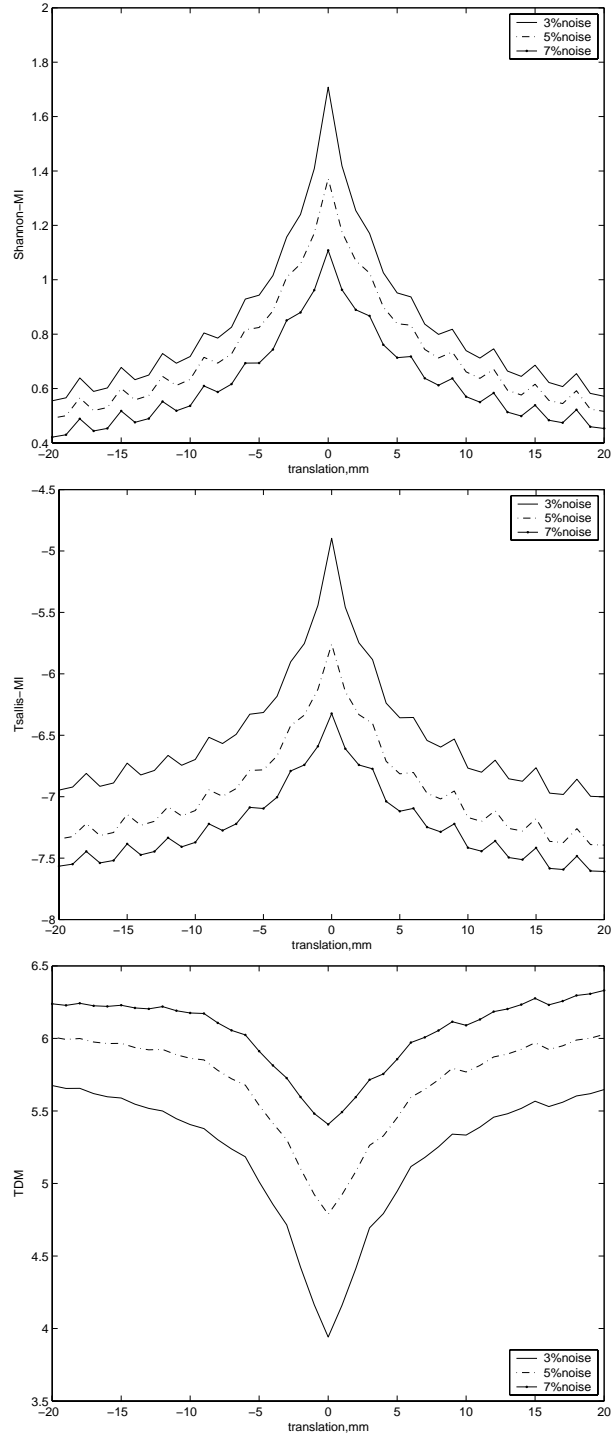 2
1.8
1.6
1.4
1.2
1
0.8
0.6
0.4
Shannon−MI
3%noise
5%noise
7%noise
−20 −15 −10 −5 0 5 10 15 20
translation,mm
−4.5
−5
−5.5
−6
−6.5
−7
−7.5
−8
Tsallis−MI
3%noise
5%noise
7%noise
−20 −15 −10 −5 0 5 10 15 20
translation,mm
6.5
6
5.5
5
4.5
4
3.5
TDM
3%noise
5%noise
7%noise
−20 −15 −10 −5 0 5 10 15 20
translation,mm